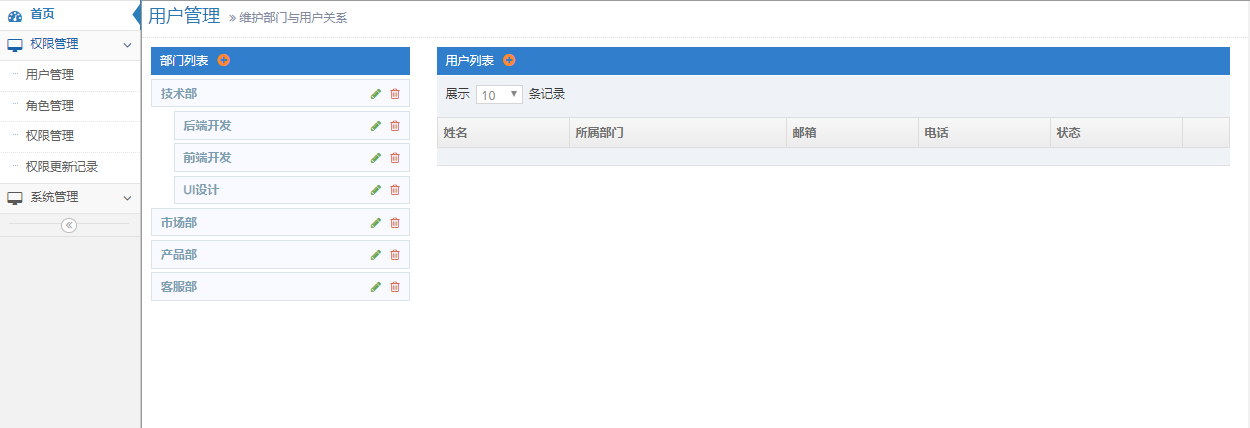 首页
权限管理
用户管理
角色管理
权限管理
权限更新记录
系统管理
用户管理 » 维护部门与用户关系
部门列表
技术部
后端开发
前端开发
UI设计
市场部
产品部
客服部
用户列表
展示 10 条记录
姓名 所属部门 邮箱 电话 状态